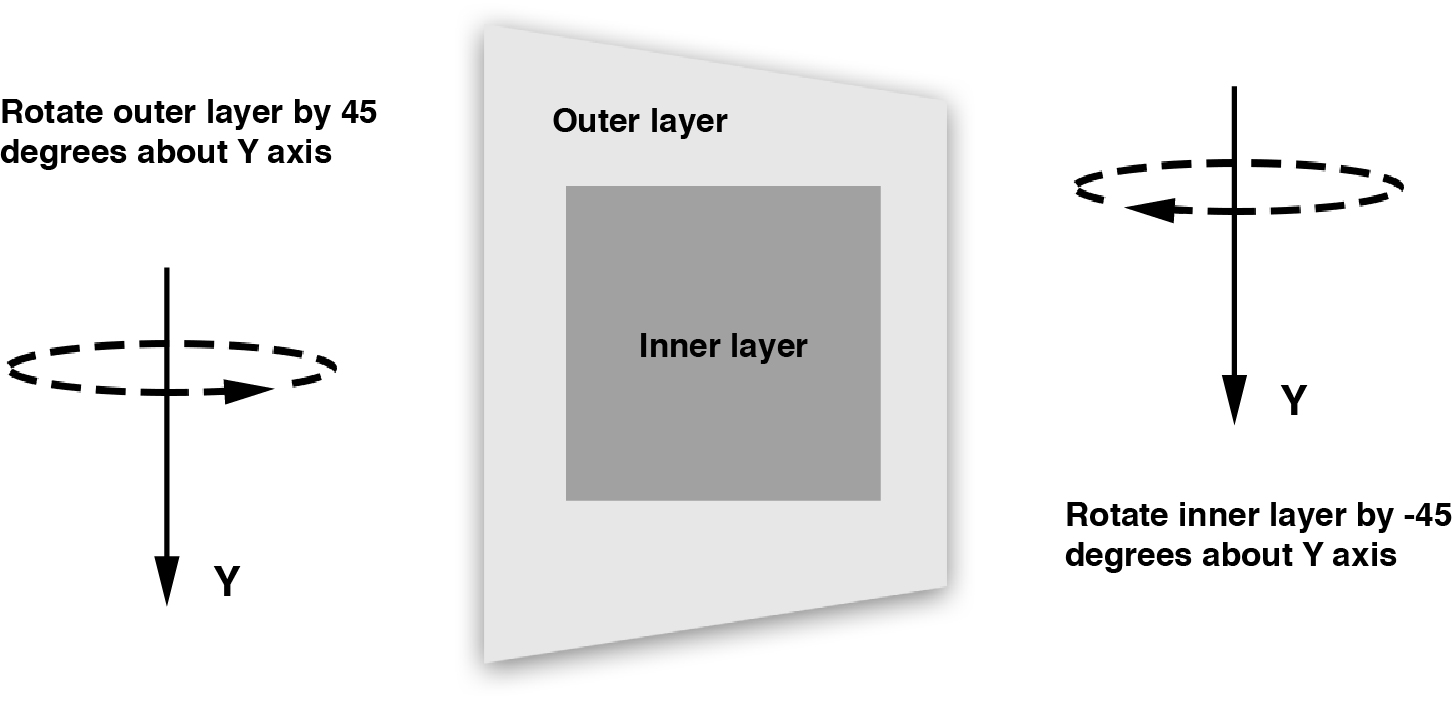 Rotate outer layer by 45
degrees about Y axis
Y
Outer layer
Inner layer
Y
Rotate inner layer by -45
degrees about Y axis